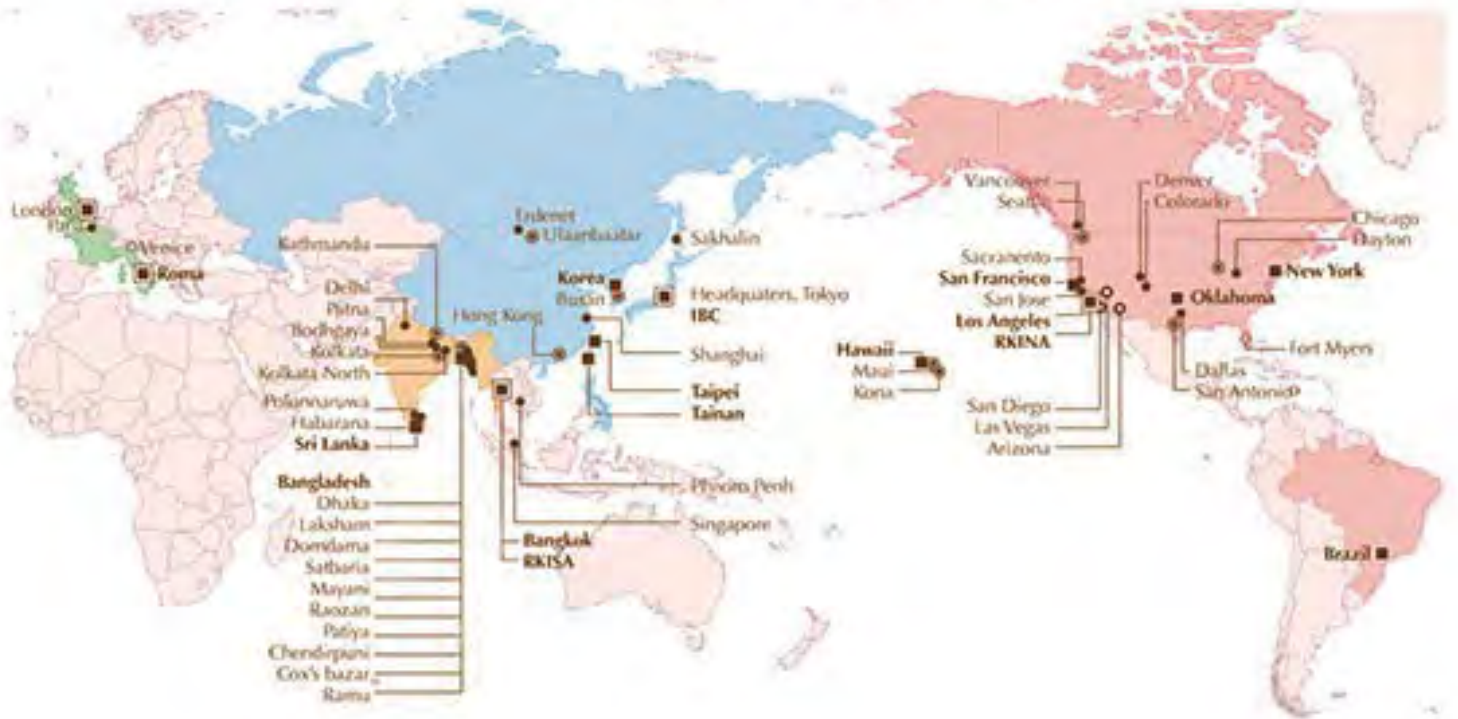 London
Paris
Venice
Roma
Kathmandu
Delhi
Patna
Bodhgaya
Kolkata
Kolkata North
Polonnaruwa
Habarana
Sri Lanka
Bangladesh
Dhaka
Laksham
Domdama
Satbaria
Mayani
Raozan
Patiya
Chendirpuni
Cox's bazar
Ramu
Erdenet
Ulaanbaatar
Sakhalin
Korea
Busan
Headquaters, Tokyo
IBC
Hong Kong
Shanghai
Taipei
Tainan
Phnom Penh
Singapore
Bangkok
RKISA
Hawaii
Maui
Kona
Vancouver
Seattle
Sacramento
San Francisco
San Jose
Los Angeles
RKINA
San Diego
Las Vegas
Arizona
Denver
Colorado
Chicago
Dayton
New York
Oklahoma
Fort Myers
Dallas
San Antonio
Brazil